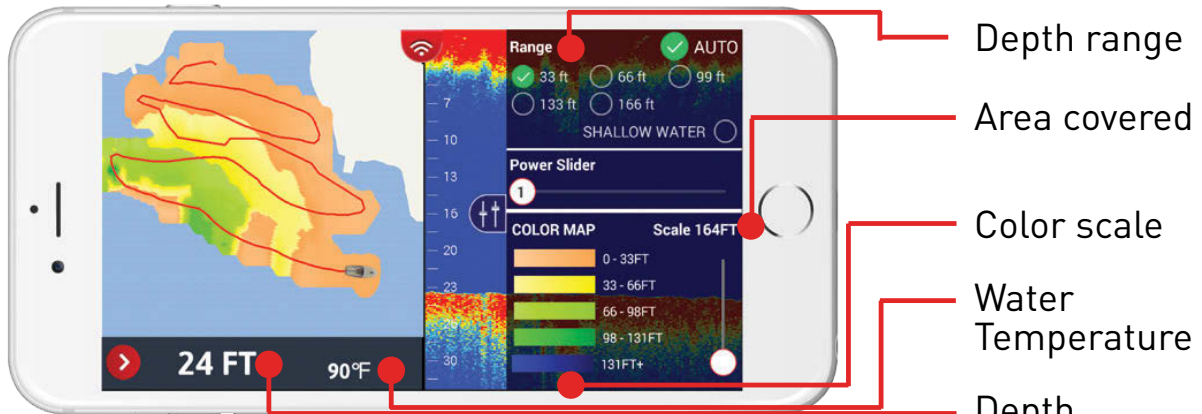 Range
AUTO
33 ft
66 ft
99 ft
133 ft
166 ft
SHALLOW WATER
Power Slider
1
COLOR MAP
Scale 164FT
0 - 33FT
33 - 66FT
66 - 98FT
98 - 131FT
131FT+
7
10
13
16
20
23
30
24 FT
90°F
Depth range
Area covered
Color scale
Water
Temperature
Depth